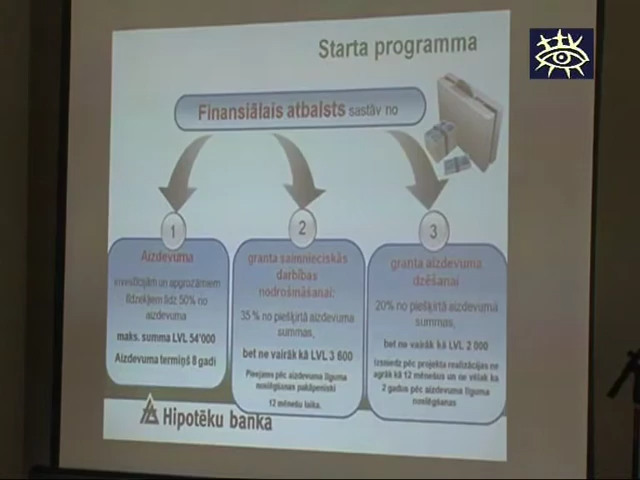 Starta programma
Finansiālais atbalsts sastāv no
1
Aizdevuma
investīcijām un apgrozāmiem
līdzekļiem līdz 50% no
aizdevuma
maks. summa LVL 54'000
Aizdevuma termiņš 8 gadi
2
granta saimnieciskās
darbības
nodrošināšanai:
35 % no piešķirtā aizdevuma
summas,
bet ne vairāk kā LVL 3 600
Pieejams pēc aizdevuma līguma
noslēgšanas pakāpeniski
12 mēnešu laikā.
3
granta aizdevuma
dzēšanai
20% no piešķirtā aizdevuma
summas,
bet ne vairāk kā LVL 2 000
Izsniedz pēc projekta realizācijas ne
agrāk kā 12 mēnešus un ne vēlāk kā
2 gadus pēc aizdevuma līguma
noslēgšanas
Hipotēku banka